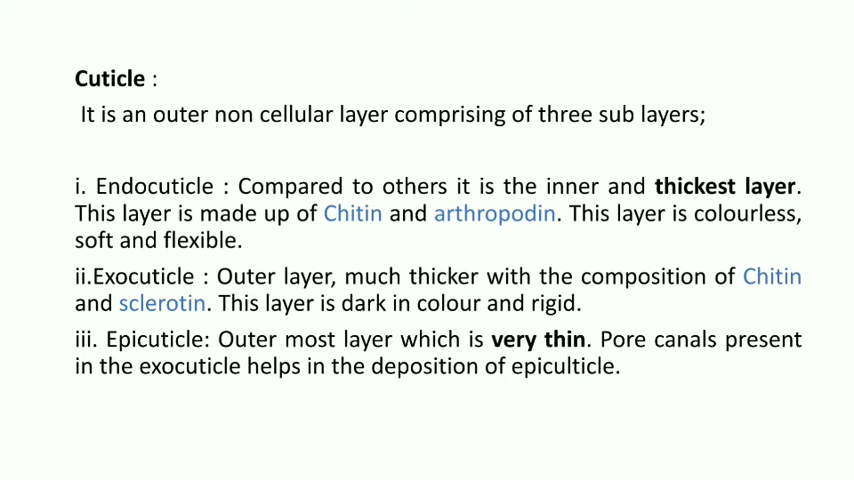 Cuticle :
It is an outer non cellular layer comprising of three sub layers;
i. Endocuticle : Compared to others it is the inner and thickest layer.
This layer is made up of Chitin and arthropodin. This layer is colourless,
soft and flexible.
ii.Exocuticle : Outer layer, much thicker with the composition of Chitin
and sclerotin. This layer is dark in colour and rigid.
iii. Epicuticle: Outer most layer which is very thin. Pore canals present
in the exocuticle helps in the deposition of epiculticle.